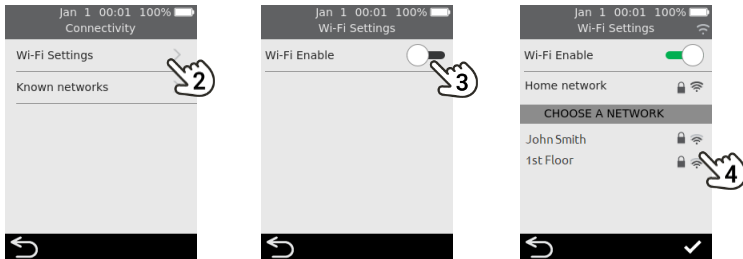 Jan 1 00:01 100%
Connectivity
Wi-Fi Settings
Known networks
2
Jan 1 00:01 100%
Wi-Fi Settings
Wi-Fi Enable
3
Jan 1 00:01 100%
Wi-Fi Settings
Wi-Fi Enable
Home network
CHOOSE A NETWORK
John Smith
1st Floor
4